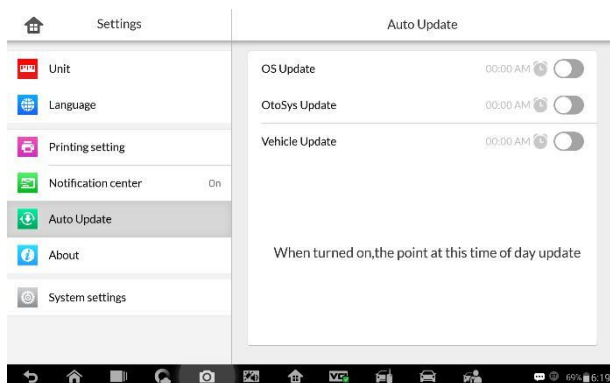 Settings
Auto Update
Unit
Language
Printing setting
Notification center On
Auto Update
About
System settings
OS Update 00:00 AM
OtoSys Update 00:00 AM
Vehicle Update 00:00 AM
When turned on,the point at this time of day update
69% 6:19